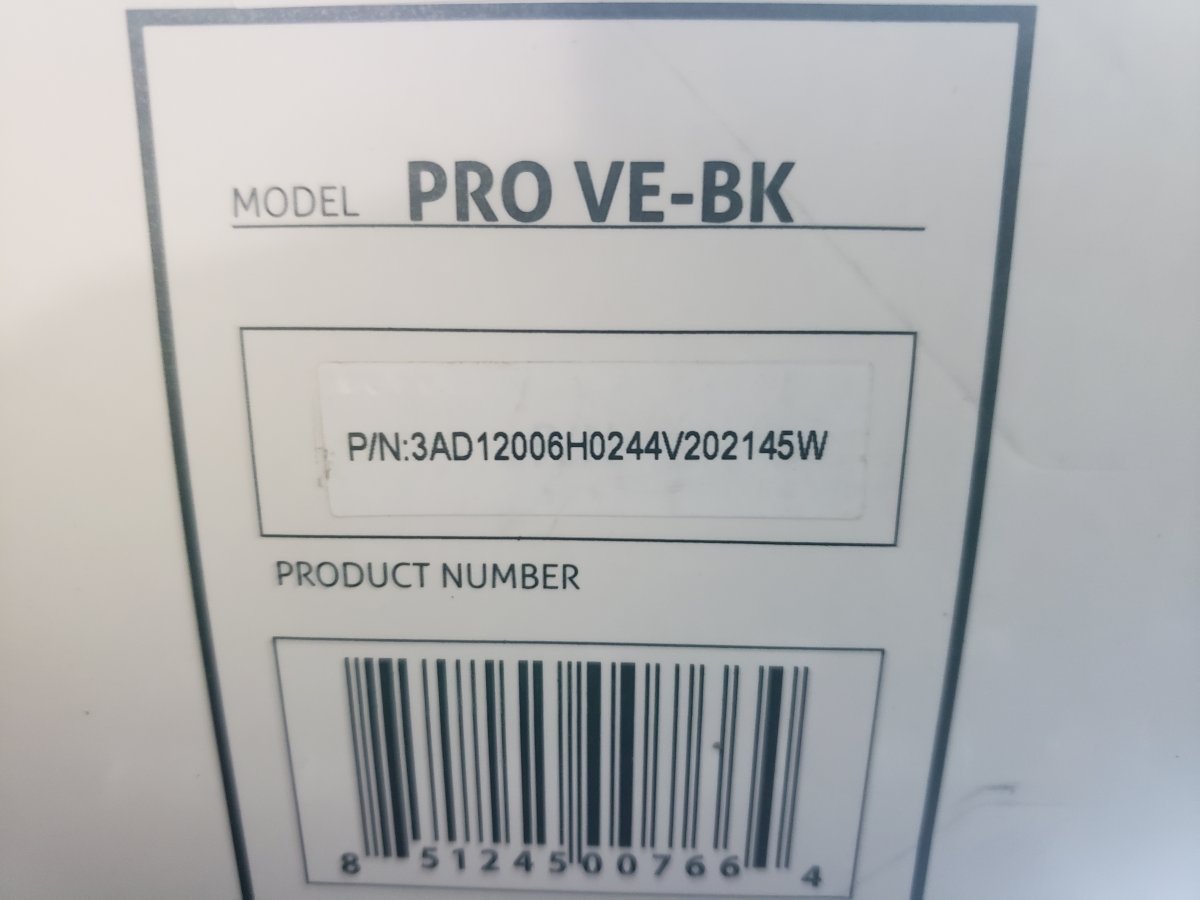 MODEL PRO VE-BK
P/N:3AD12006H0244V202145W
PRODUCT NUMBER
8 51245 00766 4